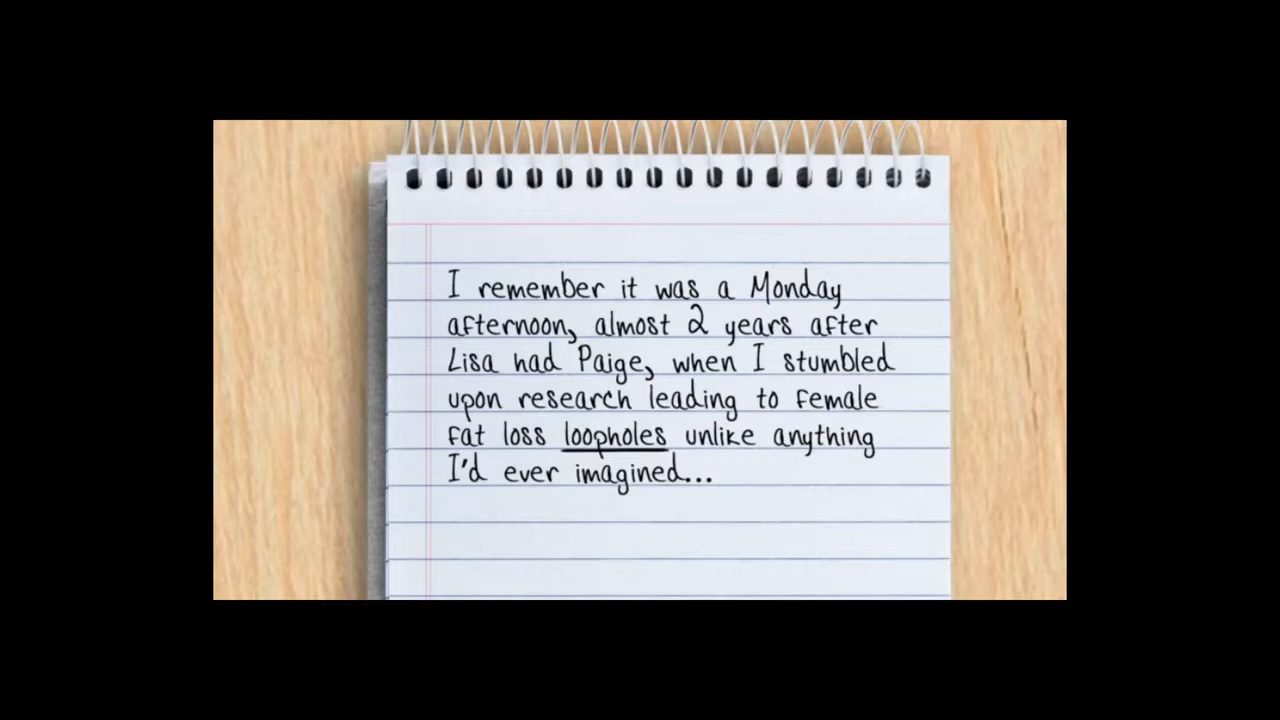 I remember it was a Monday
afternoon, almost 2 years after
Lisa had Paige, when I stumbled
upon research leading to female
fat loss loopholes unlike anything
I'd ever imagined...